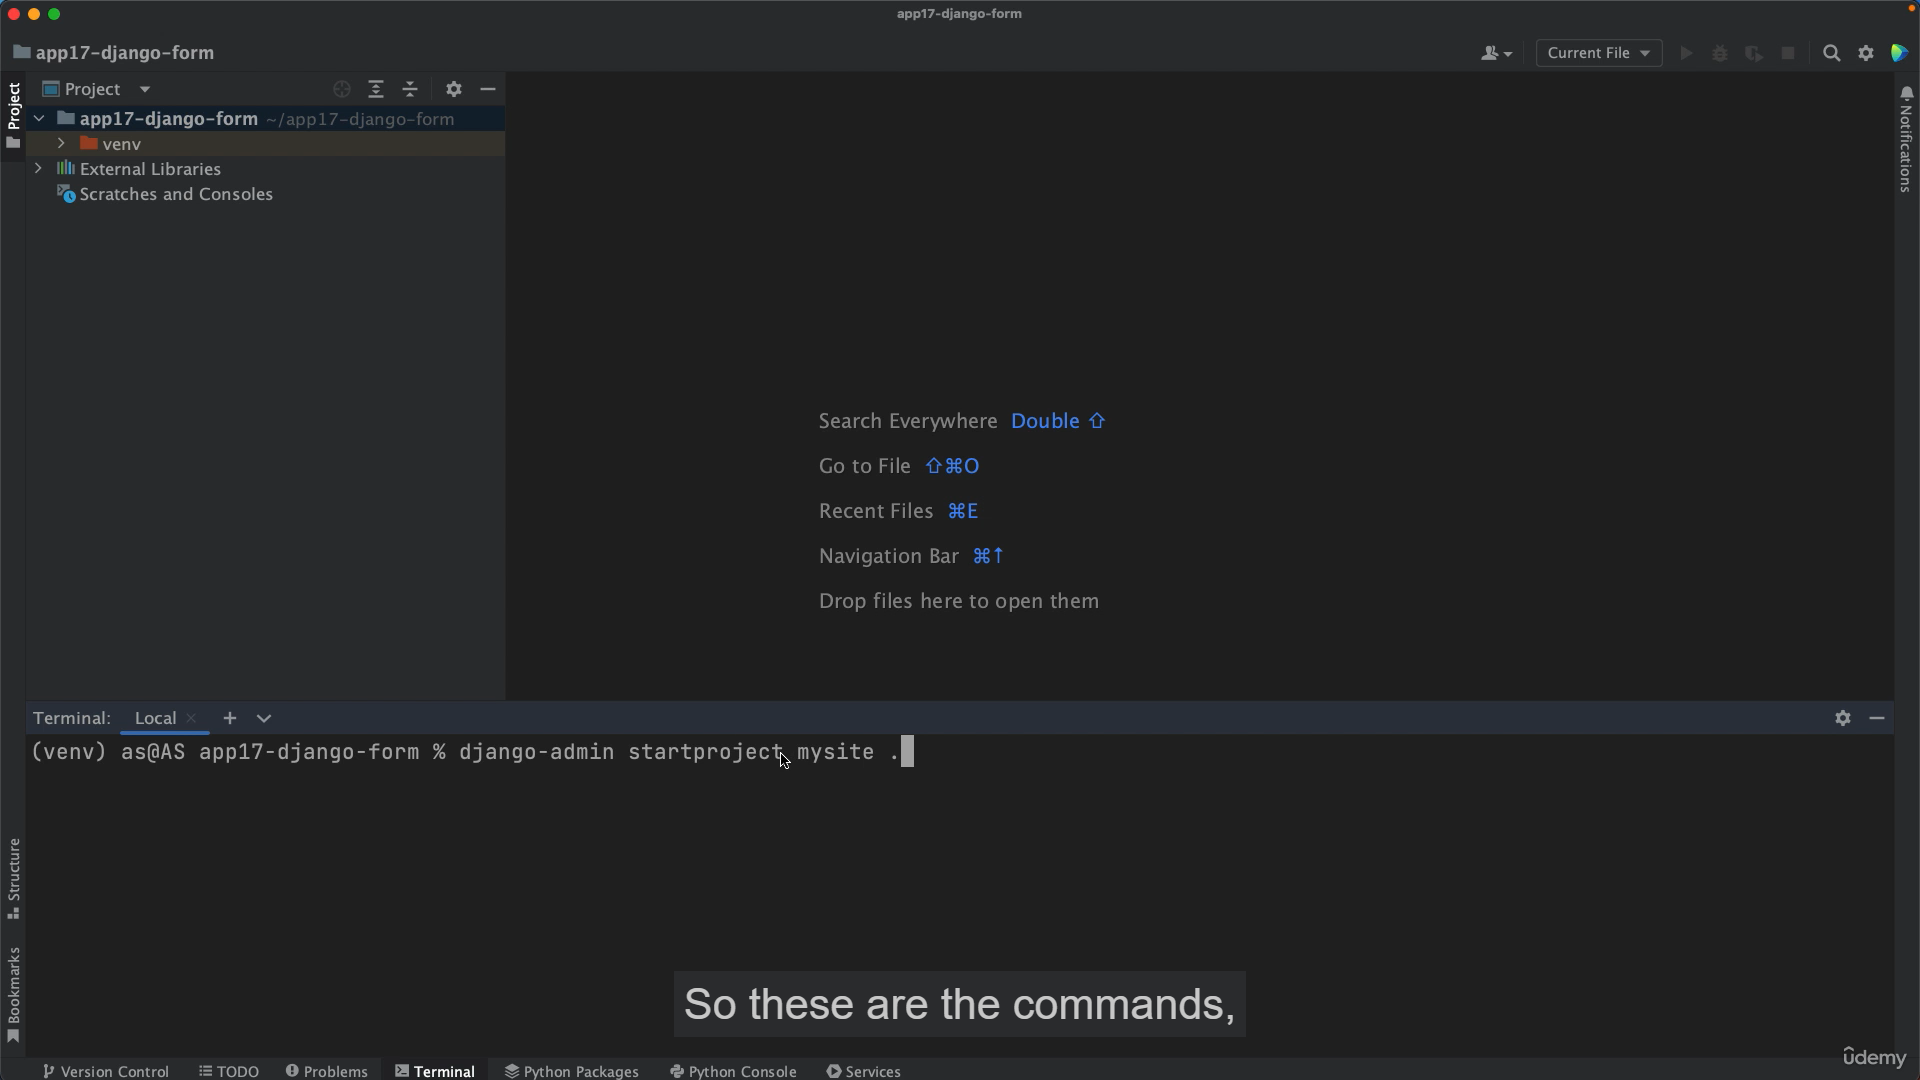 app17-django-form
app17-django-form
Current File
Project
Project
app17-django-form ~/app17-django-form
venv
External Libraries
Scratches and Consoles
Notifications
Search Everywhere Double ⇧
Go to File ⇧⌘O
Recent Files ⌘E
Navigation Bar ⌘↑
Drop files here to open them
Terminal: Local
(venv) as@AS app17-django-form % django-admin startproject mysite .
Structure
Bookmarks
So these are the commands,
Version Control TODO Problems Terminal Python Packages Python Console Services
udemy